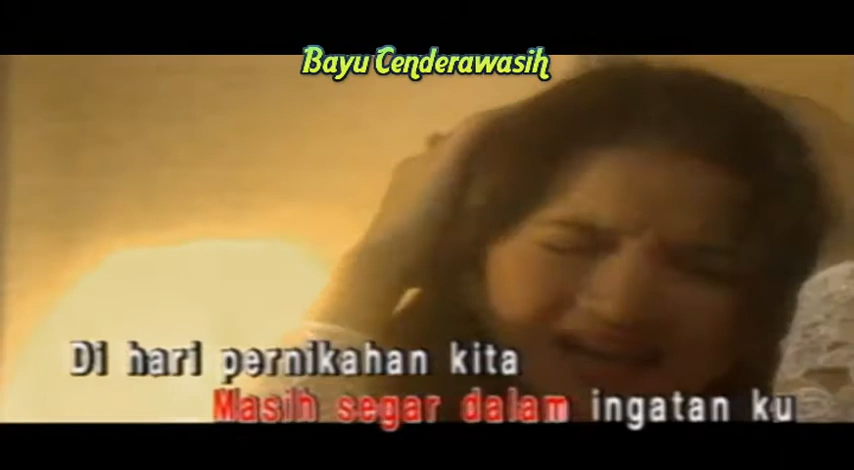 Bayu Cenderawasih
Di hari pernikahan kita
Masih segar dalam ingatan ku